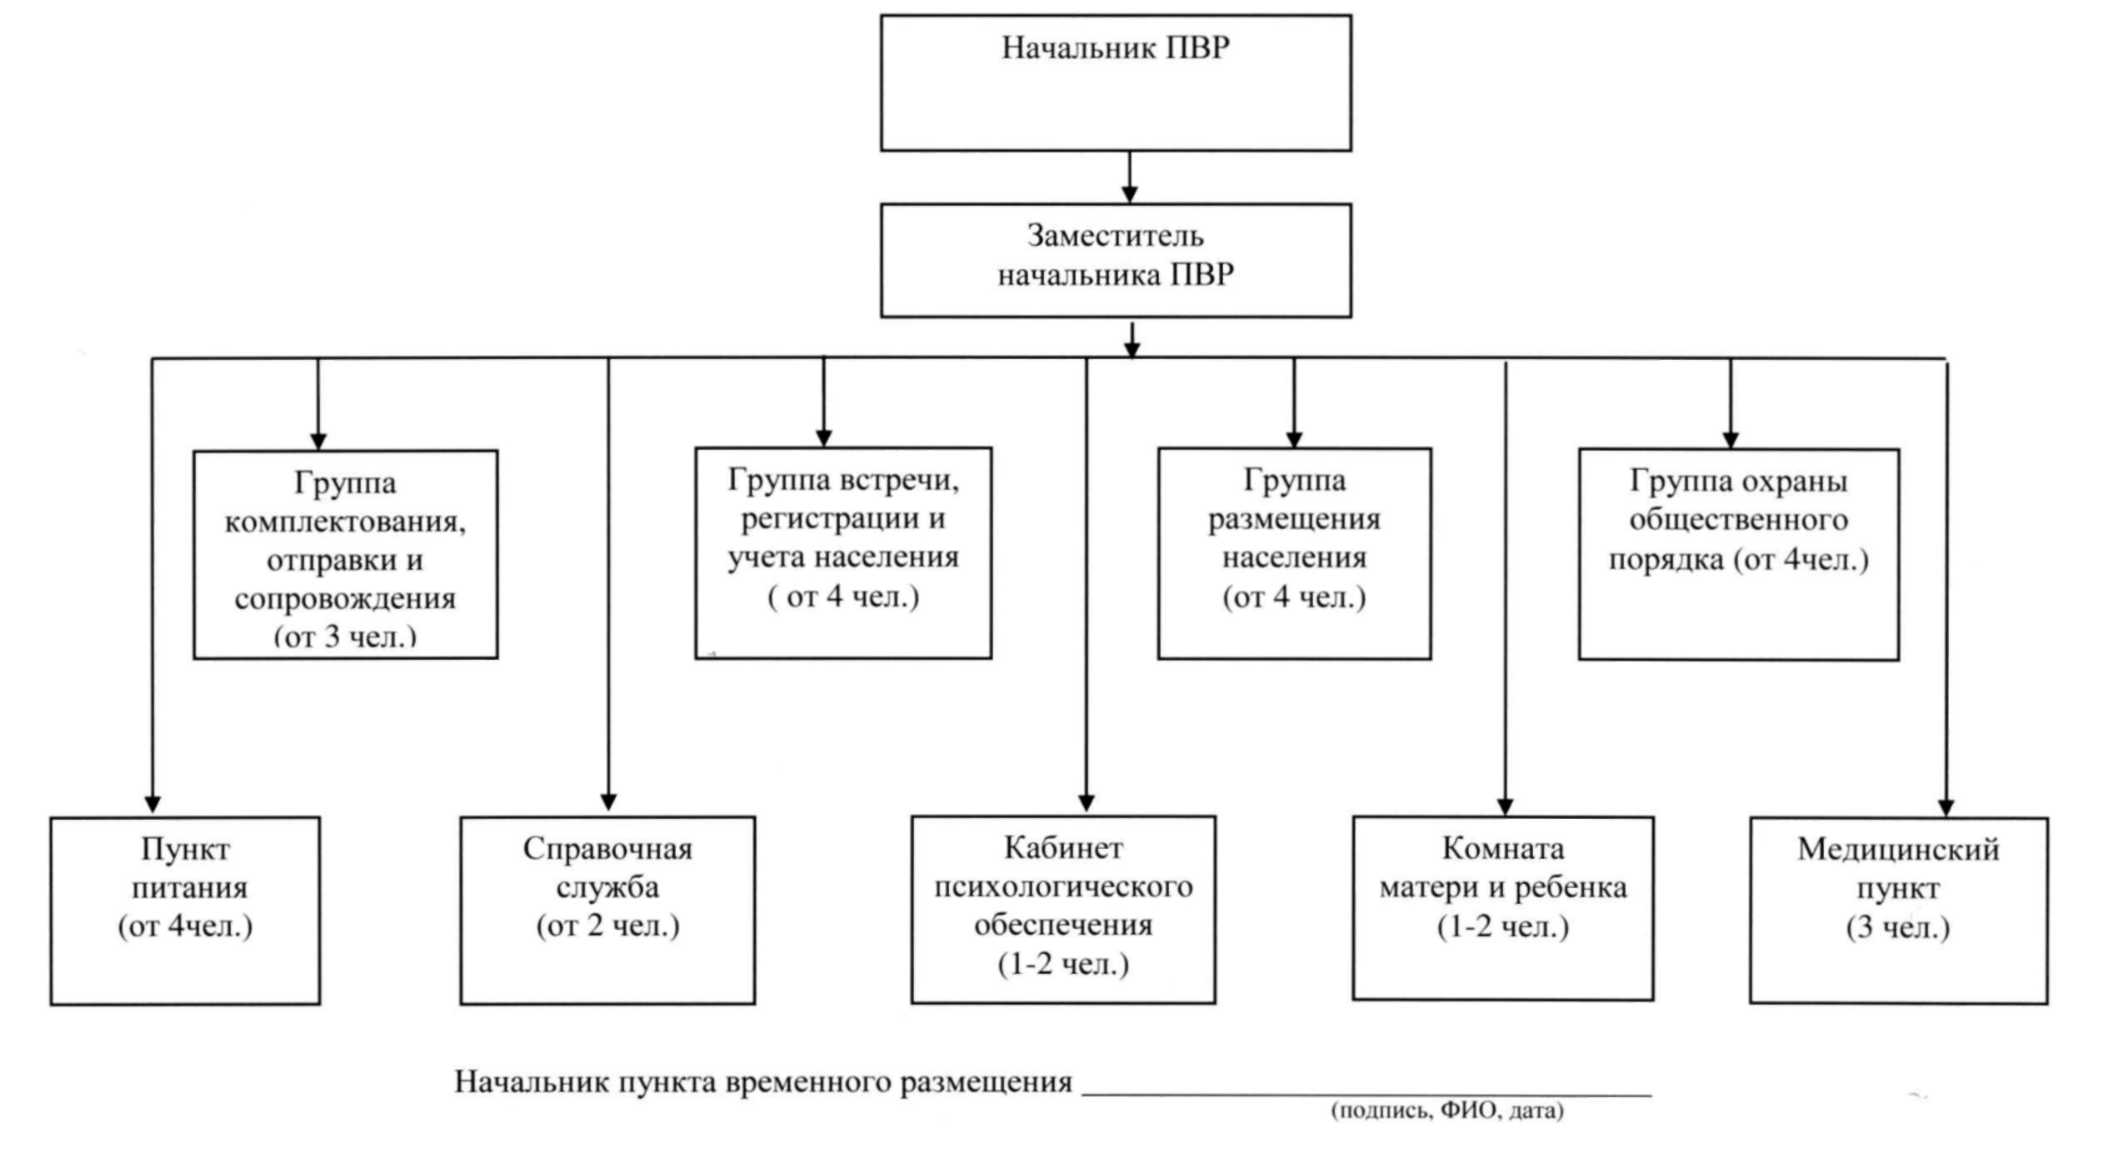 Начальник ПВР
Заместитель
начальника ПВР
Группа
комплектования,
отправки и
сопровождения
(от 3 чел.)
Группа встречи,
регистрации и
учета населения
( от 4 чел.)
Группа
размещения
населения
(от 4 чел.)
Группа охраны
общественного
порядка (от 4чел.)
Пункт
питания
(от 4чел.)
Справочная
служба
(от 2 чел.)
Кабинет
психологического
обеспечения
(1-2 чел.)
Комната
матери и ребенка
(1-2 чел.)
Медицинский
пункт
(3 чел.)
Начальник пункта временного размещения
(подпись, ФИО, дата)